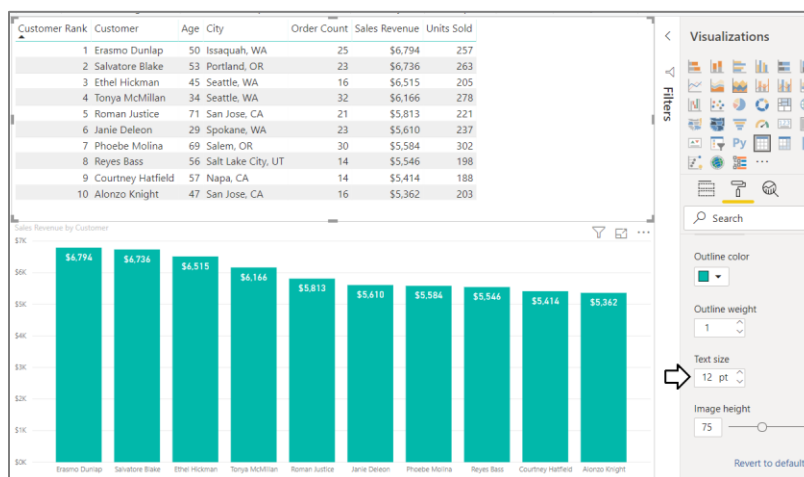 Customer Rank Customer Age City Order Count Sales Revenue Units Sold
1 Erasmo Dunlap 50 Issaquah, WA 25 $6,794 257
2 Salvatore Blake 53 Portland, OR 23 $6,736 263
3 Ethel Hickman 45 Seattle, WA 16 $6,515 205
4 Tonya McMillan 34 Seattle, WA 32 $6,166 278
5 Roman Justice 71 San Jose, CA 21 $5,813 221
6 Janie Deleon 29 Spokane, WA 23 $5,610 237
7 Phoebe Molina 69 Salem, OR 30 $5,584 302
8 Reyes Bass 56 Salt Lake City, UT 14 $5,546 198
9 Courtney Hatfield 57 Napa, CA 14 $5,414 188
10 Alonzo Knight 47 San Jose, CA 16 $5,362 203
Sales Revenue by Customer
$7K
$6K
$5K
$4K
$3K
$2K
$1K
$0K
$6,794 $6,736 $6,515 $6,166 $5,813 $5,610 $5,584 $5,546 $5,414 $5,362
Erasmo Dunlap Salvatore Blake Ethel Hickman Tonya McMillan Roman Justice Janie Deleon Phoebe Molina Reyes Bass Courtney Hatfield Alonzo Knight
Filters
Visualizations
Py
Search
Outline color
Outline weight
1
Text size
12 pt
Image height
75
Revert to default